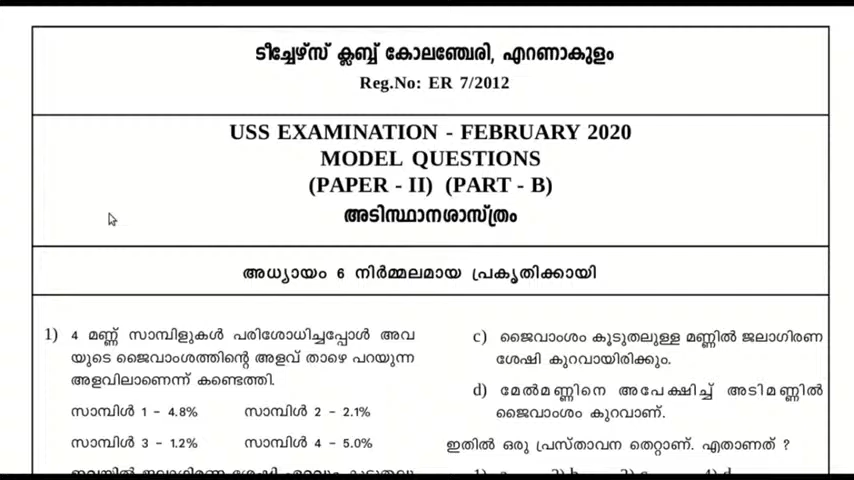 ടീച്ചേഴ്സ് ക്ലബ്ബ് കോലഞ്ചേരി, എറണാകുളം
Reg.No: ER 7/2012
USS EXAMINATION - FEBRUARY 2020
MODEL QUESTIONS
(PAPER - II) (PART - B)
അടിസ്ഥാനശാസ്ത്രം
അധ്യായം 6 നിർമ്മലമായ പ്രകൃതിക്കായി
1) 4 മണ്ണ് സാമ്പിളുകൾ പരിശോധിച്ചപ്പോൾ അവ
യുടെ ജൈവാംശത്തിന്റെ അളവ് താഴെ പറയുന്ന
അളവിലാണെന്ന് കണ്ടെത്തി.
സാമ്പിൾ 1 - 4.8% സാമ്പിൾ 2 - 2.1%
സാമ്പിൾ 3 - 1.2% സാമ്പിൾ 4 - 5.0%
c) ജൈവാംശം കൂടുതലുള്ള മണ്ണിൽ ജലാഗിരണ
ശേഷി കുറവായിരിക്കും.
d) മേൽമണ്ണിനെ അപേക്ഷിച്ച് അടിമണ്ണിൽ
ജൈവാംശം കുറവാണ്.
ഇതിൽ ഒരു പ്രസ്താവന തെറ്റാണ്. ഏതാണത് ?